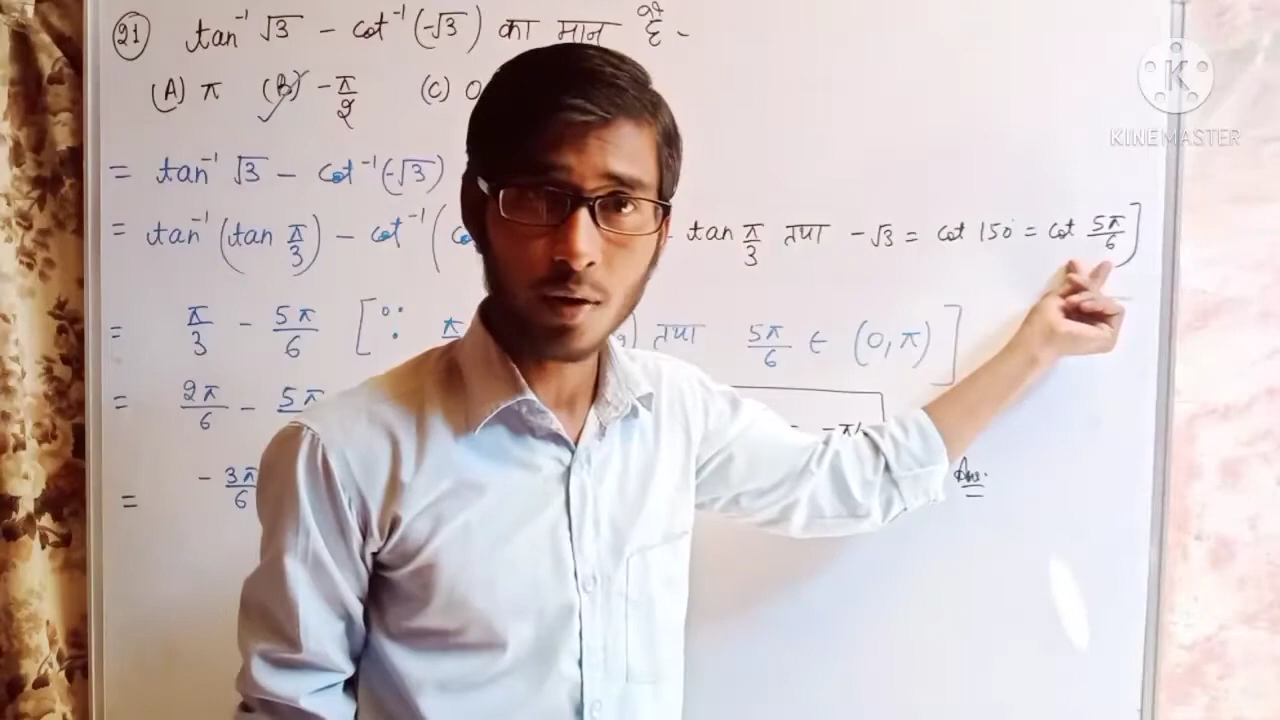 21) tan⁻¹ √3 − cot⁻¹ (−√3) का मान है -
(A) π (B) −π/2 (C) 0
= tan⁻¹ √3 − cot⁻¹ (−√3)
= tan⁻¹ (tan π/3) − cot⁻¹ ( tan π/3 तथा −√3 = cot 150° = cot 5π/6 ]
= π/3 − 5π/6 [∵ तथा 5π/6 ∈ (0, π) ]
= 2π/6 −
= −3π/6
Ans.
KINEMASTER